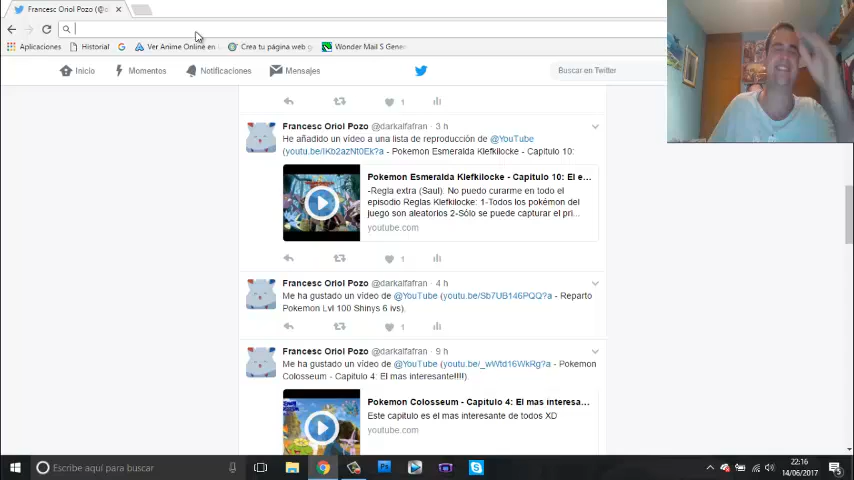 Francesc Oriol Pozo (@d
Aplicaciones
Historial
Ver Anime Online en
Crea tu página web g
Wonder Mail S Gene
Inicio
Momentos
Notificaciones
Mensajes
Buscar en Twitter
1
Francesc Oriol Pozo @darkalfafran · 3 h
He añadido un vídeo a una lista de reproducción de @YouTube
(youtu.be/IKb2azNt0Ek?a - Pokemon Esmeralda Klefkilocke - Capitulo 10:
Pokemon Esmeralda Klefkilocke - Capitulo 10: El e...
-Regla extra (Saul): No puedo curarme en todo el
episodio Reglas Klefkilocke: 1-Todos los pokémon del
juego son aleatorios 2-Sólo se puede capturar el pri...
youtube.com
1
Francesc Oriol Pozo @darkalfafran · 4 h
Me ha gustado un vídeo de @YouTube (youtu.be/Sb7UB146PQQ?a - Reparto
Pokemon Lvl 100 Shinys 6 ivs).
1
Francesc Oriol Pozo @darkalfafran · 9 h
Me ha gustado un vídeo de @YouTube (youtu.be/_wWtd16WkRg?a - Pokemon
Colosseum - Capitulo 4: El mas interesante!!!!).
Pokemon Colosseum - Capitulo 4: El mas interesa...
Este capitulo es el mas interesante de todos XD
youtube.com
Escribe aquí para buscar
22:16
14/06/2017